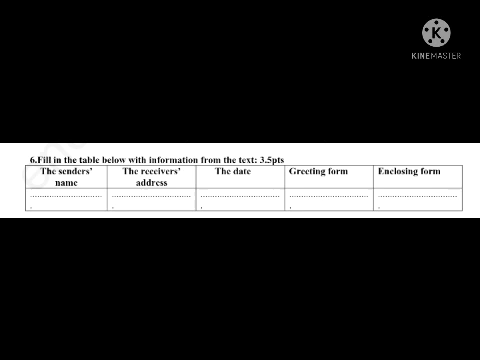 KINEMASTER
6.Fill in the table below with information from the text: 3.5pts
The senders' name
The receivers' address
The date
Greeting form
Enclosing form